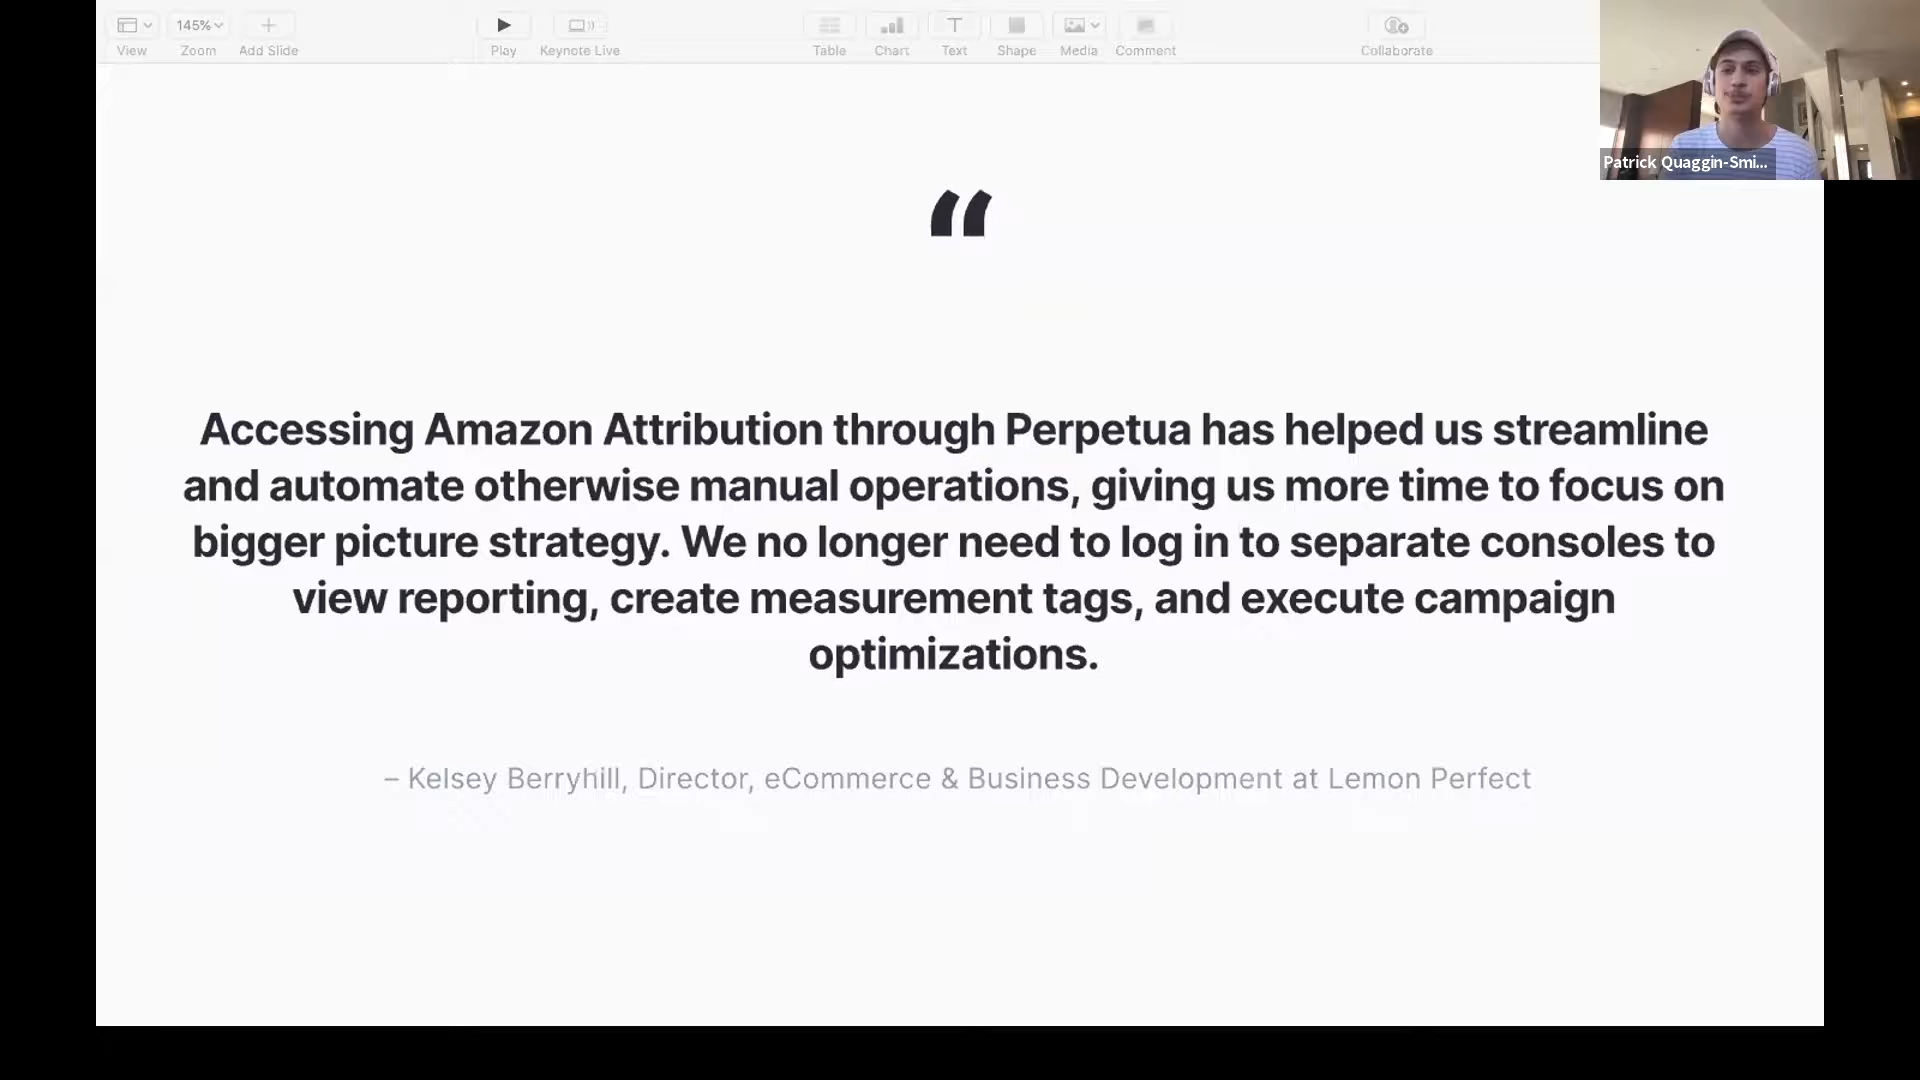 145%
View
Zoom
Add Slide
Play
Keynote Live
Table
Chart
Text
Shape
Media
Comment
Collaborate
Patrick Quaggin-Smi...
“
Accessing Amazon Attribution through Perpetua has helped us streamline
and automate otherwise manual operations, giving us more time to focus on
bigger picture strategy. We no longer need to log in to separate consoles to
view reporting, create measurement tags, and execute campaign
optimizations.
– Kelsey Berryhill, Director, eCommerce & Business Development at Lemon Perfect